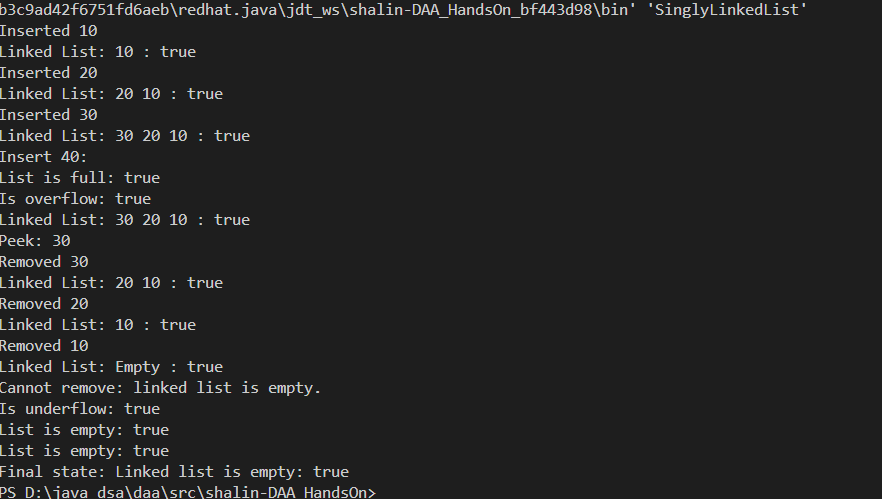 b3c9ad42f6751fd6aeb\redhat.java\jdt_ws\shalin-DAA_HandsOn_bf443d98\bin' 'SinglyLinkedList'
Inserted 10
Linked List: 10 : true
Inserted 20
Linked List: 20 10 : true
Inserted 30
Linked List: 30 20 10 : true
Insert 40:
List is full: true
Is overflow: true
Linked List: 30 20 10 : true
Peek: 30
Removed 30
Linked List: 20 10 : true
Removed 20
Linked List: 10 : true
Removed 10
Linked List: Empty : true
Cannot remove: linked list is empty.
Is underflow: true
List is empty: true
List is empty: true
Final state: Linked list is empty: true
PS D:\java dsa\daa\src\shalin-DAA HandsOn>